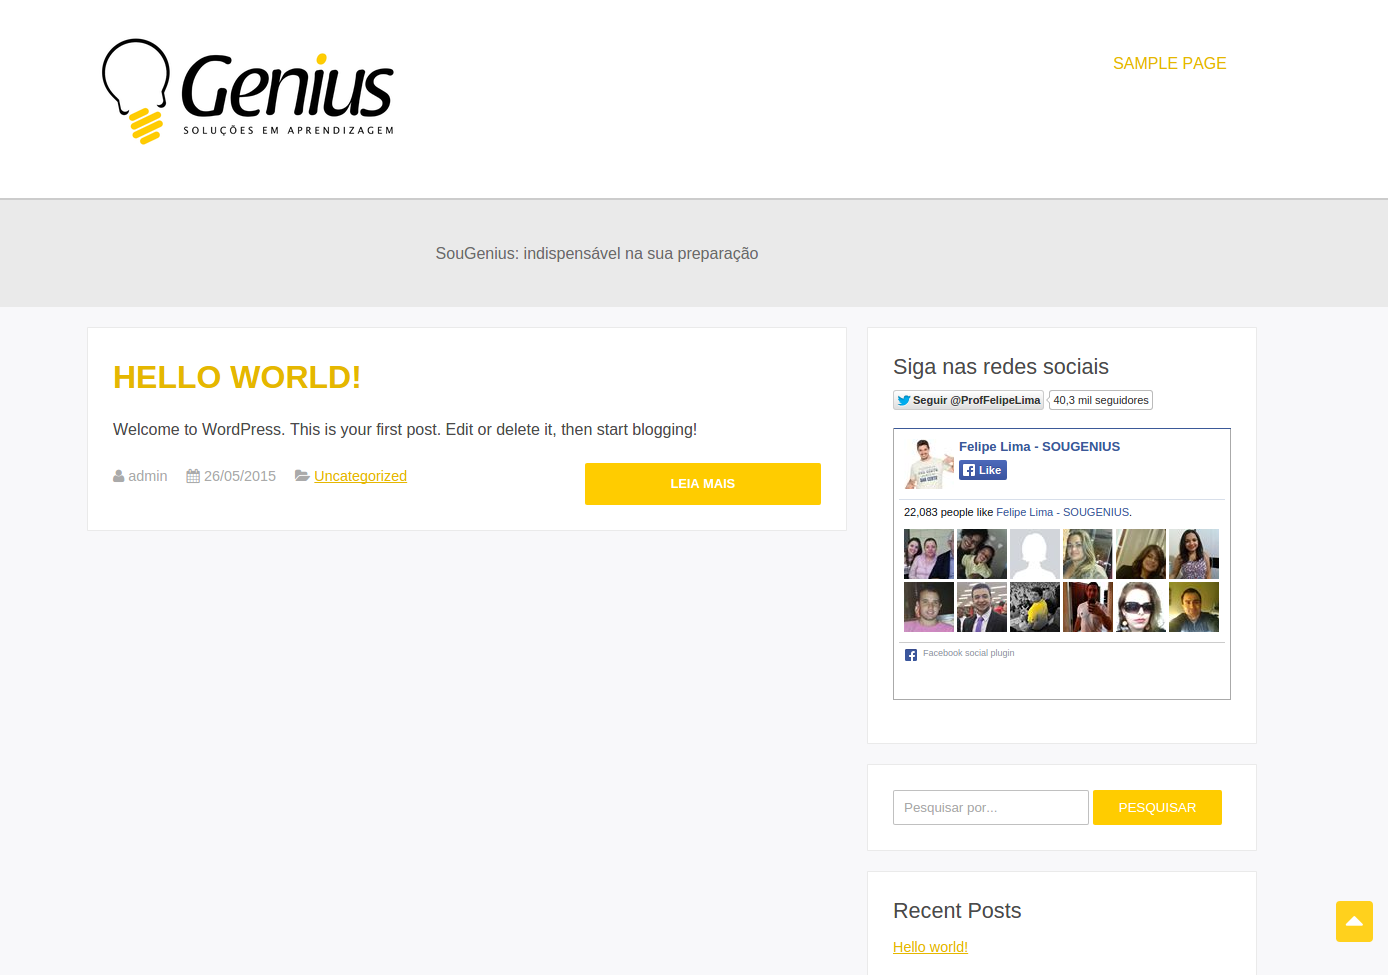 Genius
SOLUÇÕES EM APRENDIZAGEM
SAMPLE PAGE
SouGenius: indispensável na sua preparação
HELLO WORLD!
Welcome to WordPress. This is your first post. Edit or delete it, then start blogging!
admin 26/05/2015 Uncategorized
LEIA MAIS
Siga nas redes sociais
Seguir @ProfFelipeLima 40,3 mil seguidores
Felipe Lima - SOUGENIUS
Like
22,083 people like Felipe Lima - SOUGENIUS.
Facebook social plugin
Pesquisar por... PESQUISAR
Recent Posts
Hello world!